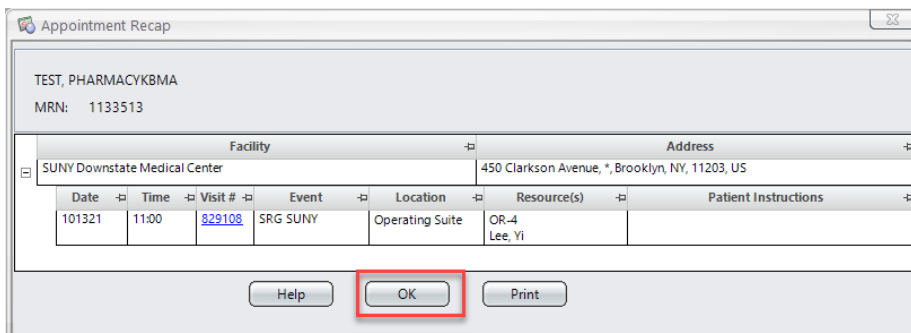 Appointment Recap
TEST, PHARMACYKBMA
MRN: 1133513
Facility Address
SUNY Downstate Medical Center 450 Clarkson Avenue, *, Brooklyn, NY, 11203, US
Date Time Visit # Event Location Resource(s) Patient Instructions
101321 11:00 829108 SRG SUNY Operating Suite OR-4
Lee, Yi
Help OK Print